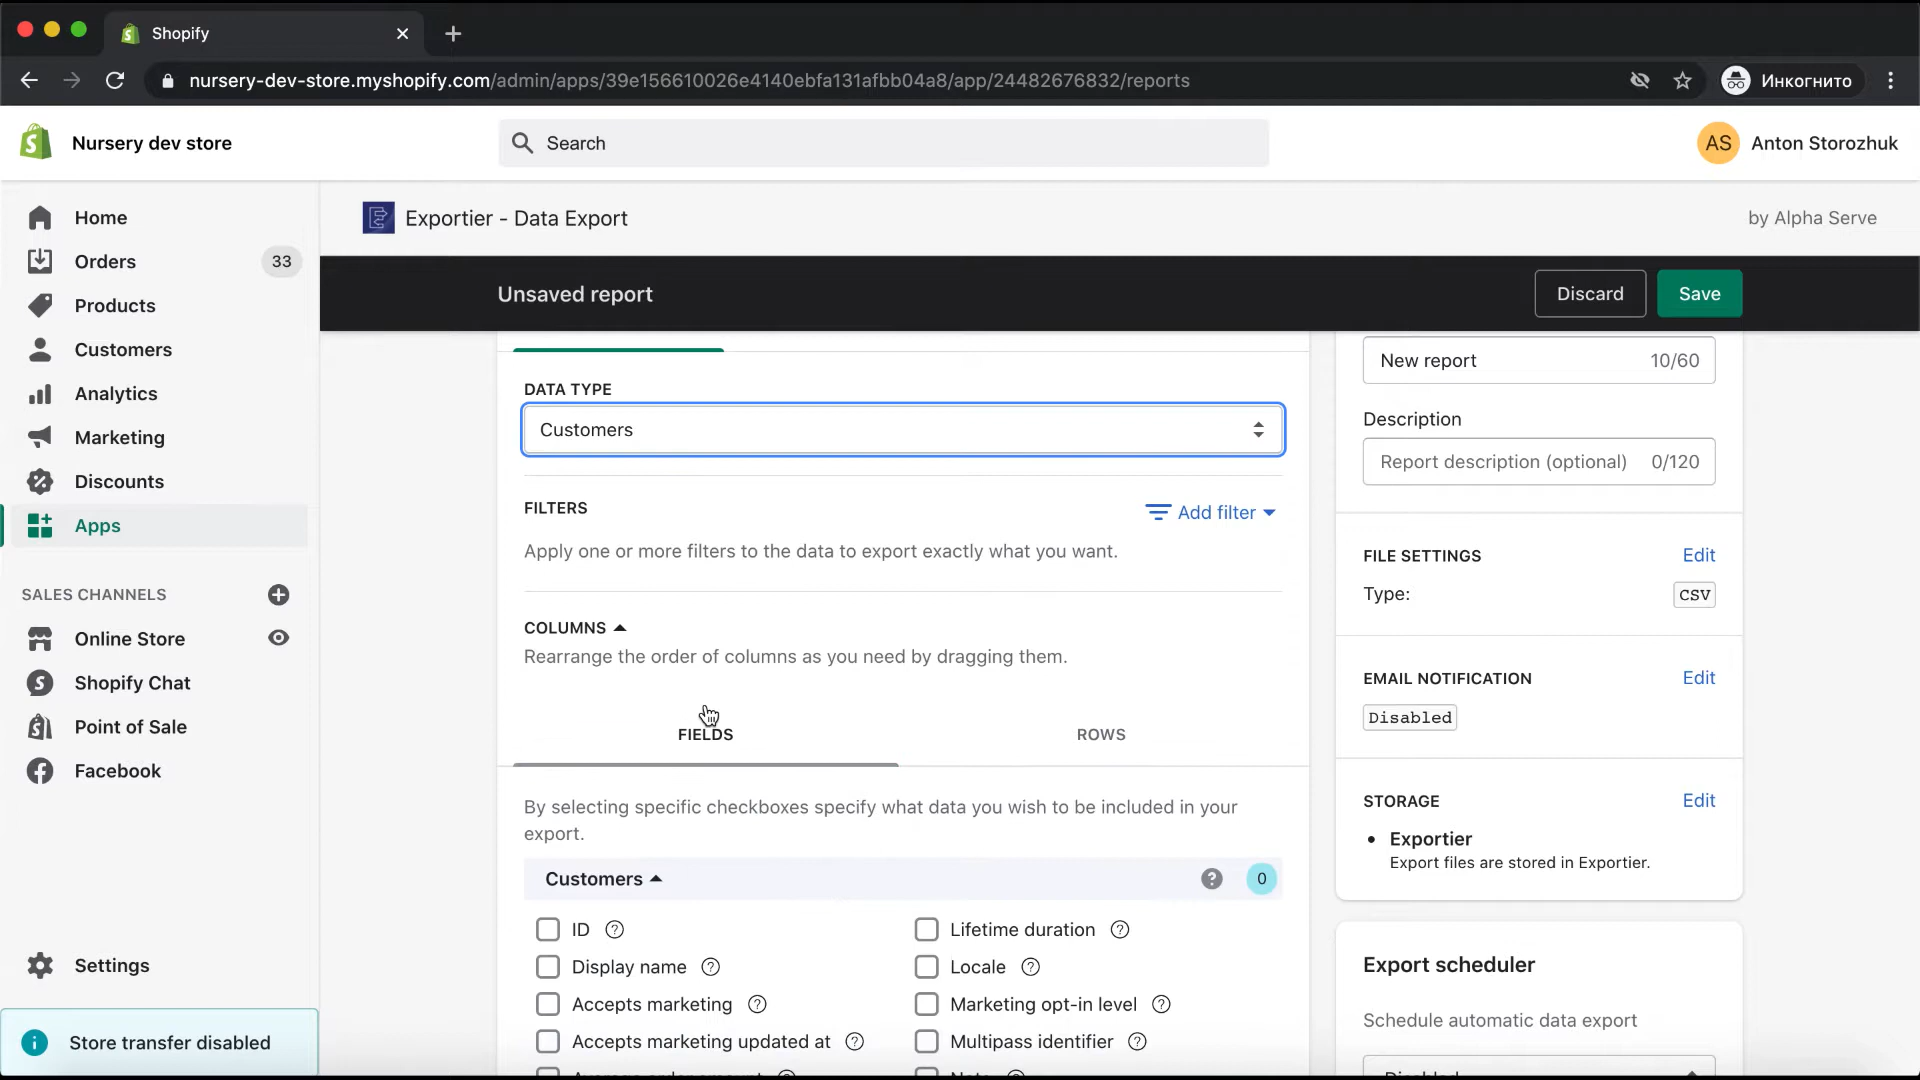 Shopify
nursery-dev-store.myshopify.com/admin/apps/39e156610026e4140ebfa131afbb04a8/app/24482676832/reports
Инкогнито
Nursery dev store
Search
AS Anton Storozhuk
Home
Orders 33
Products
Customers
Analytics
Marketing
Discounts
Apps
SALES CHANNELS
Online Store
Shopify Chat
Point of Sale
Facebook
Settings
Store transfer disabled
Exportier - Data Export
by Alpha Serve
Unsaved report
Discard
Save
DATA TYPE
Customers
FILTERS
Add filter
Apply one or more filters to the data to export exactly what you want.
COLUMNS
Rearrange the order of columns as you need by dragging them.
FIELDS
ROWS
By selecting specific checkboxes specify what data you wish to be included in your
export.
Customers ? 0
ID ?
Lifetime duration ?
Display name ?
Locale ?
Accepts marketing ?
Marketing opt-in level ?
Accepts marketing updated at ?
Multipass identifier ?
Average order amount
Note
New report 10/60
Description
Report description (optional) 0/120
FILE SETTINGS Edit
Type: CSV
EMAIL NOTIFICATION Edit
Disabled
STORAGE Edit
• Exportier
Export files are stored in Exportier.
Export scheduler
Schedule automatic data export
Disabled